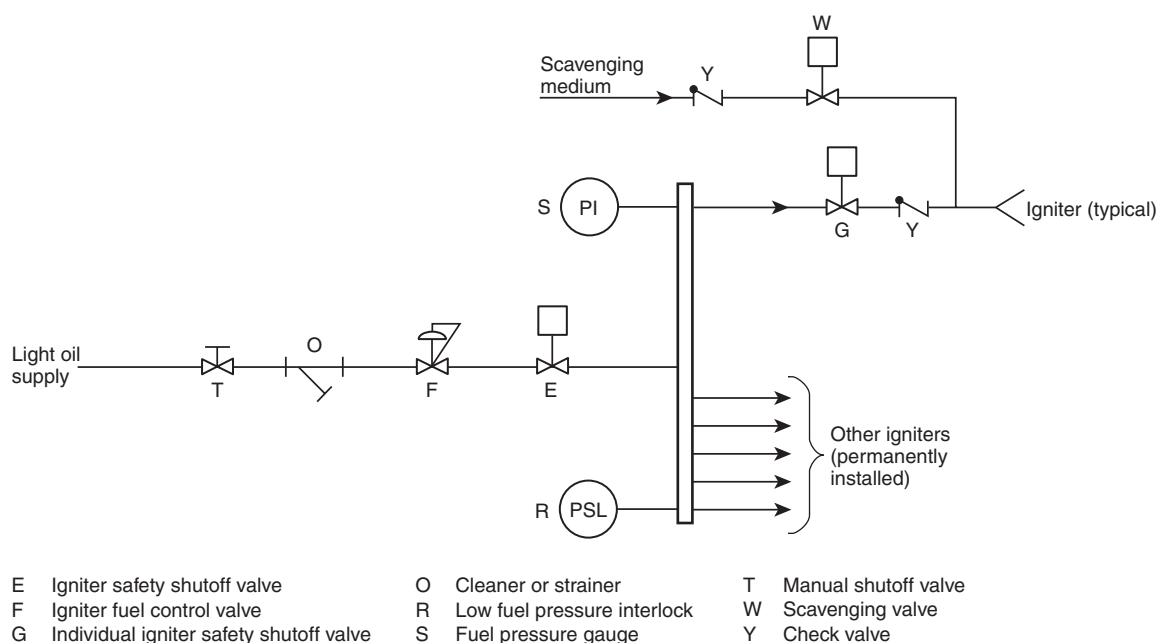 W
Scavenging
medium
Y
S
PI
G
Y
Igniter (typical)
Light oil
supply
T
O
F
E
Other igniters
(permanently
installed)
R
PSL
E Igniter safety shutoff valve
F Igniter fuel control valve
G Individual igniter safety shutoff valve
O Cleaner or strainer
R Low fuel pressure interlock
S Fuel pressure gauge
T Manual shutoff valve
W Scavenging valve
Y Check valve